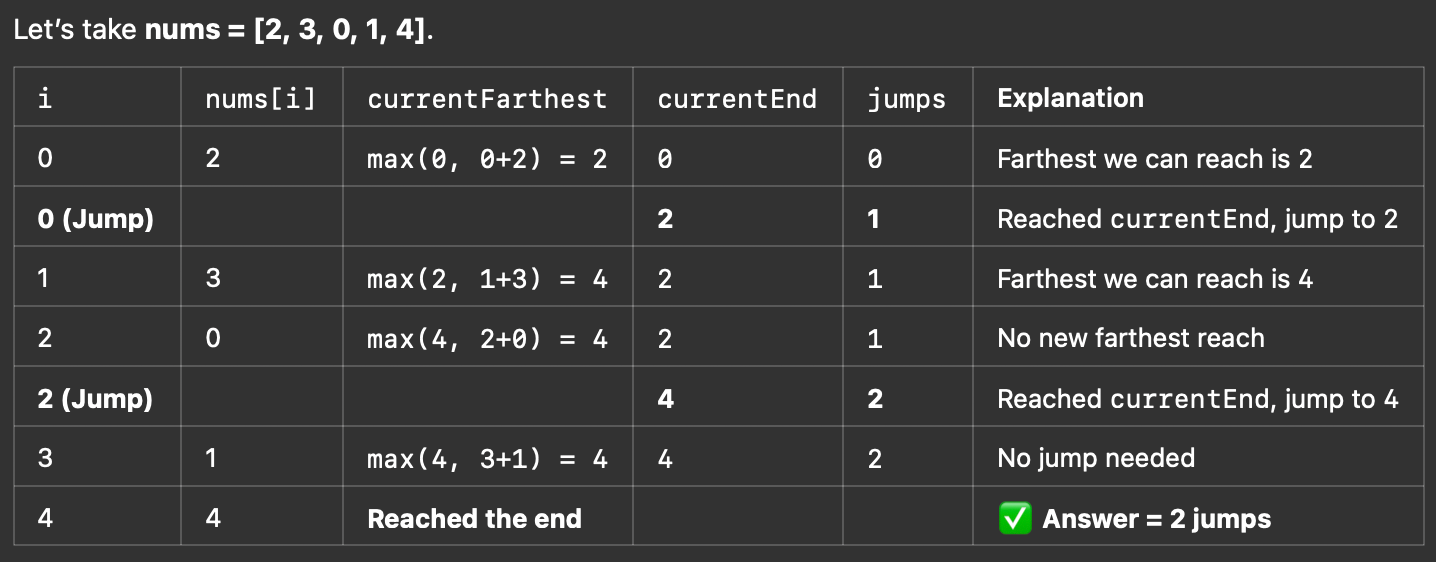 Let’s take nums = [2, 3, 0, 1, 4].
i nums[i] currentFarthest currentEnd jumps Explanation
0 2 max(0, 0+2) = 2 0 0 Farthest we can reach is 2
0 (Jump) 2 1 Reached currentEnd, jump to 2
1 3 max(2, 1+3) = 4 2 1 Farthest we can reach is 4
2 0 max(4, 2+0) = 4 2 1 No new farthest reach
2 (Jump) 4 2 Reached currentEnd, jump to 4
3 1 max(4, 3+1) = 4 4 2 No jump needed
4 4 Reached the end ✅ Answer = 2 jumps